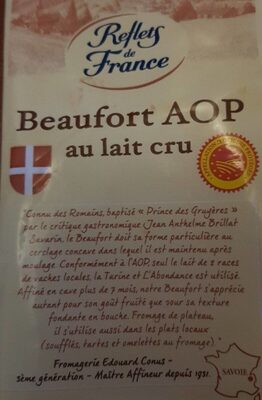 Reflets
de
France
Beaufort AOP
au lait cru
"Connu des Romains, baptisé « Prince des Gruyères »
par le critique gastronomique (Jean Anthelme Brillat
Savarin, le Beaufort doit sa forme particulière au
cerclage concave dans lequel il est maintenu après
moulage. Conformément à l'AOP, seul le lait de 2 races
de vaches locales, la Tarine et L'Abondance est utilisé.
Affiné en cave plus de 7 mois, notre Beaufort s'apprécie
autant pour son goût fruité que pour sa texture
fondante en bouche. Fromage de plateau,
il s'utilise aussi dans les plats locaux
(soufflés, tartes et omelettes au fromage)."
Fromagerie Edouard Conus -
3ème génération - Maître Affineur depuis 1931.
SAVOIE